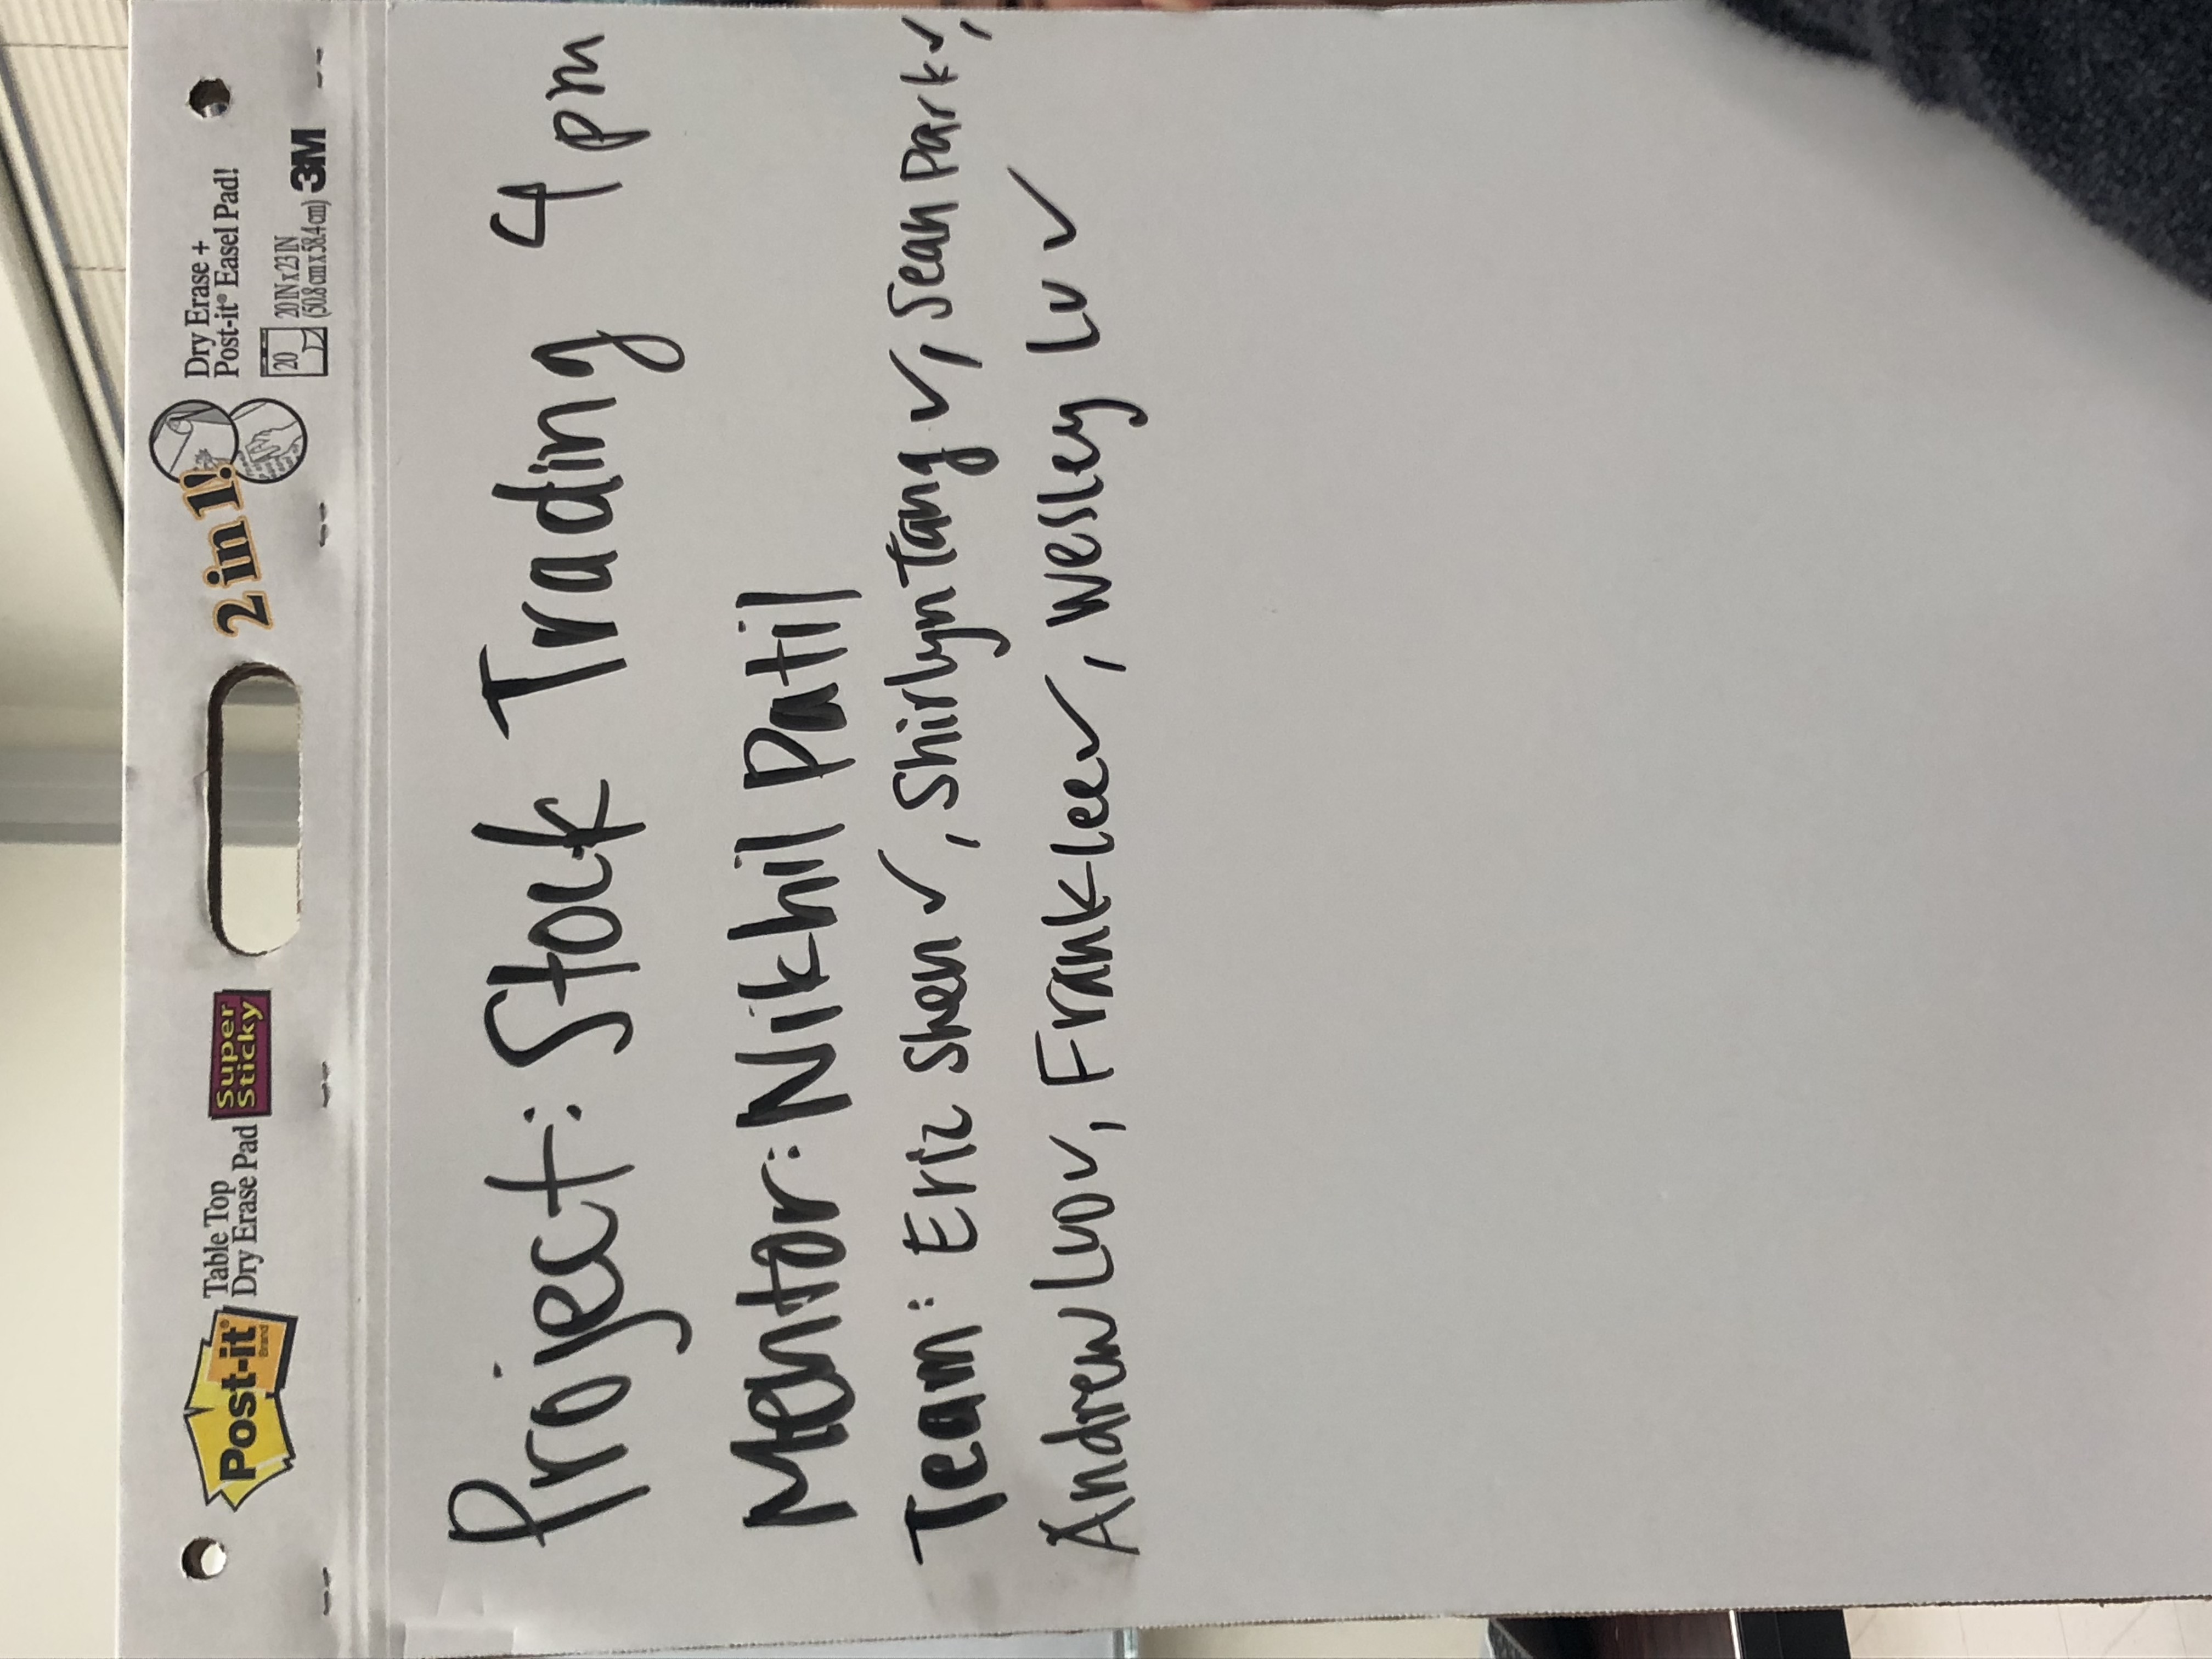 Post-it® Brand
Table Top
Dry Erase Pad
Super
Sticky
2 in 1!
Dry Erase +
Post-it® Easel Pad!
20
20 IN x 23 IN
(50.8 cm x 58.4 cm)
3M
Project: Stock Trading 4 pm
Mentor: Nikhil Patil
Team: Eric Shen ✓, Shirlyn Tang ✓, Sean Park ✓,
Andrew Luo ✓, Frank Lee ✓, Wesley Lu ✓